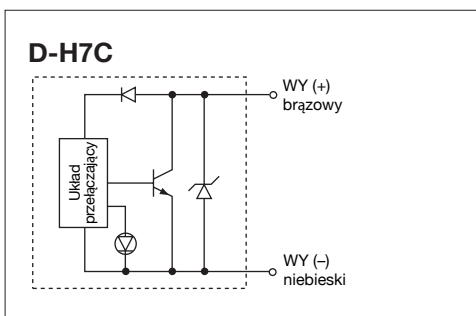 D-H7C
WY (+)
brązowy
Układ
przełączający
WY (–)
niebieski